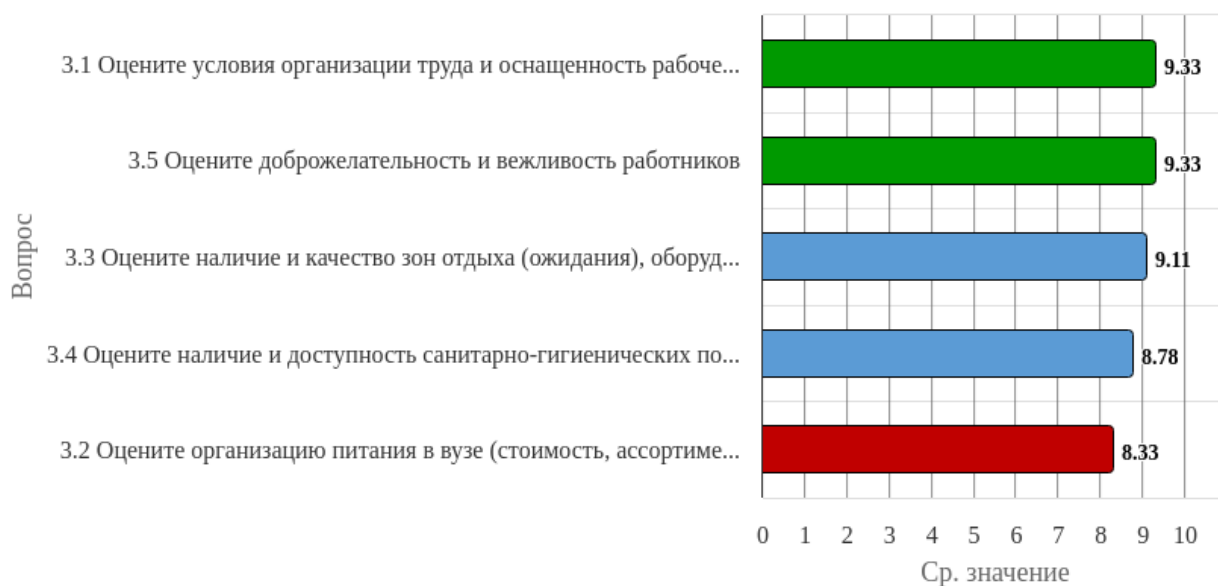 3.1 Оцените условия организации труда и оснащенность рабоче... 9.33
3.5 Оцените доброжелательность и вежливость работников 9.33
Вопрос
3.3 Оцените наличие и качество зон отдыха (ожидания), оборуд... 9.11
3.4 Оцените наличие и доступность санитарно-гигиенических по... 8.78
3.2 Оцените организацию питания в вузе (стоимость, ассортиме... 8.33
0 1 2 3 4 5 6 7 8 9 10
Ср. значение